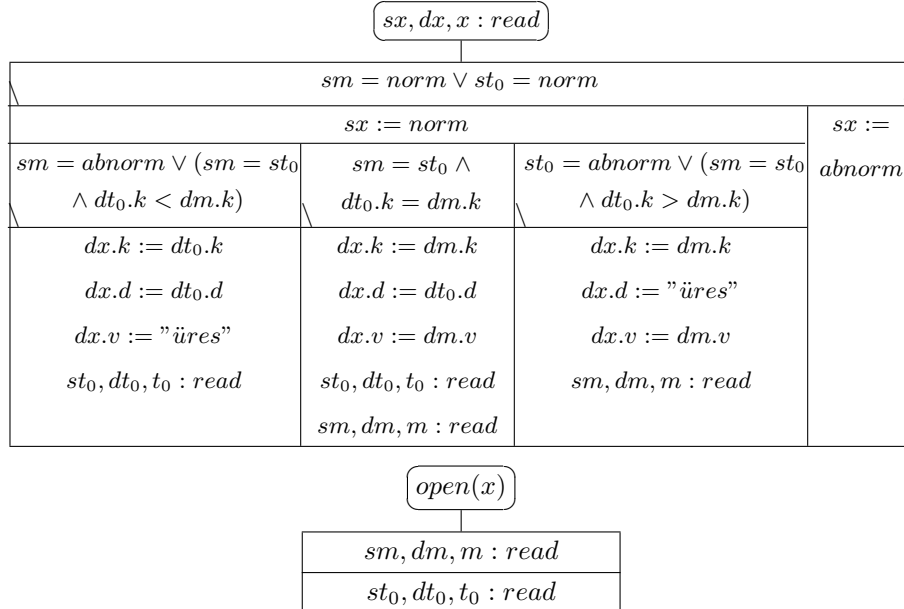 sx, dx, x : read
sm = norm ∨ st₀ = norm
sx := norm
sx :=
abnorm
sm = abnorm ∨ (sm = st₀
∧ dt₀.k < dm.k)
sm = st₀ ∧
dt₀.k = dm.k
st₀ = abnorm ∨ (sm = st₀
∧ dt₀.k > dm.k)
dx.k := dt₀.k
dx.d := dt₀.d
dx.v := "üres"
st₀, dt₀, t₀ : read
dx.k := dm.k
dx.d := dt₀.d
dx.v := dm.v
st₀, dt₀, t₀ : read
sm, dm, m : read
dx.k := dm.k
dx.d := "üres"
dx.v := dm.v
sm, dm, m : read
open(x)
sm, dm, m : read
st₀, dt₀, t₀ : read